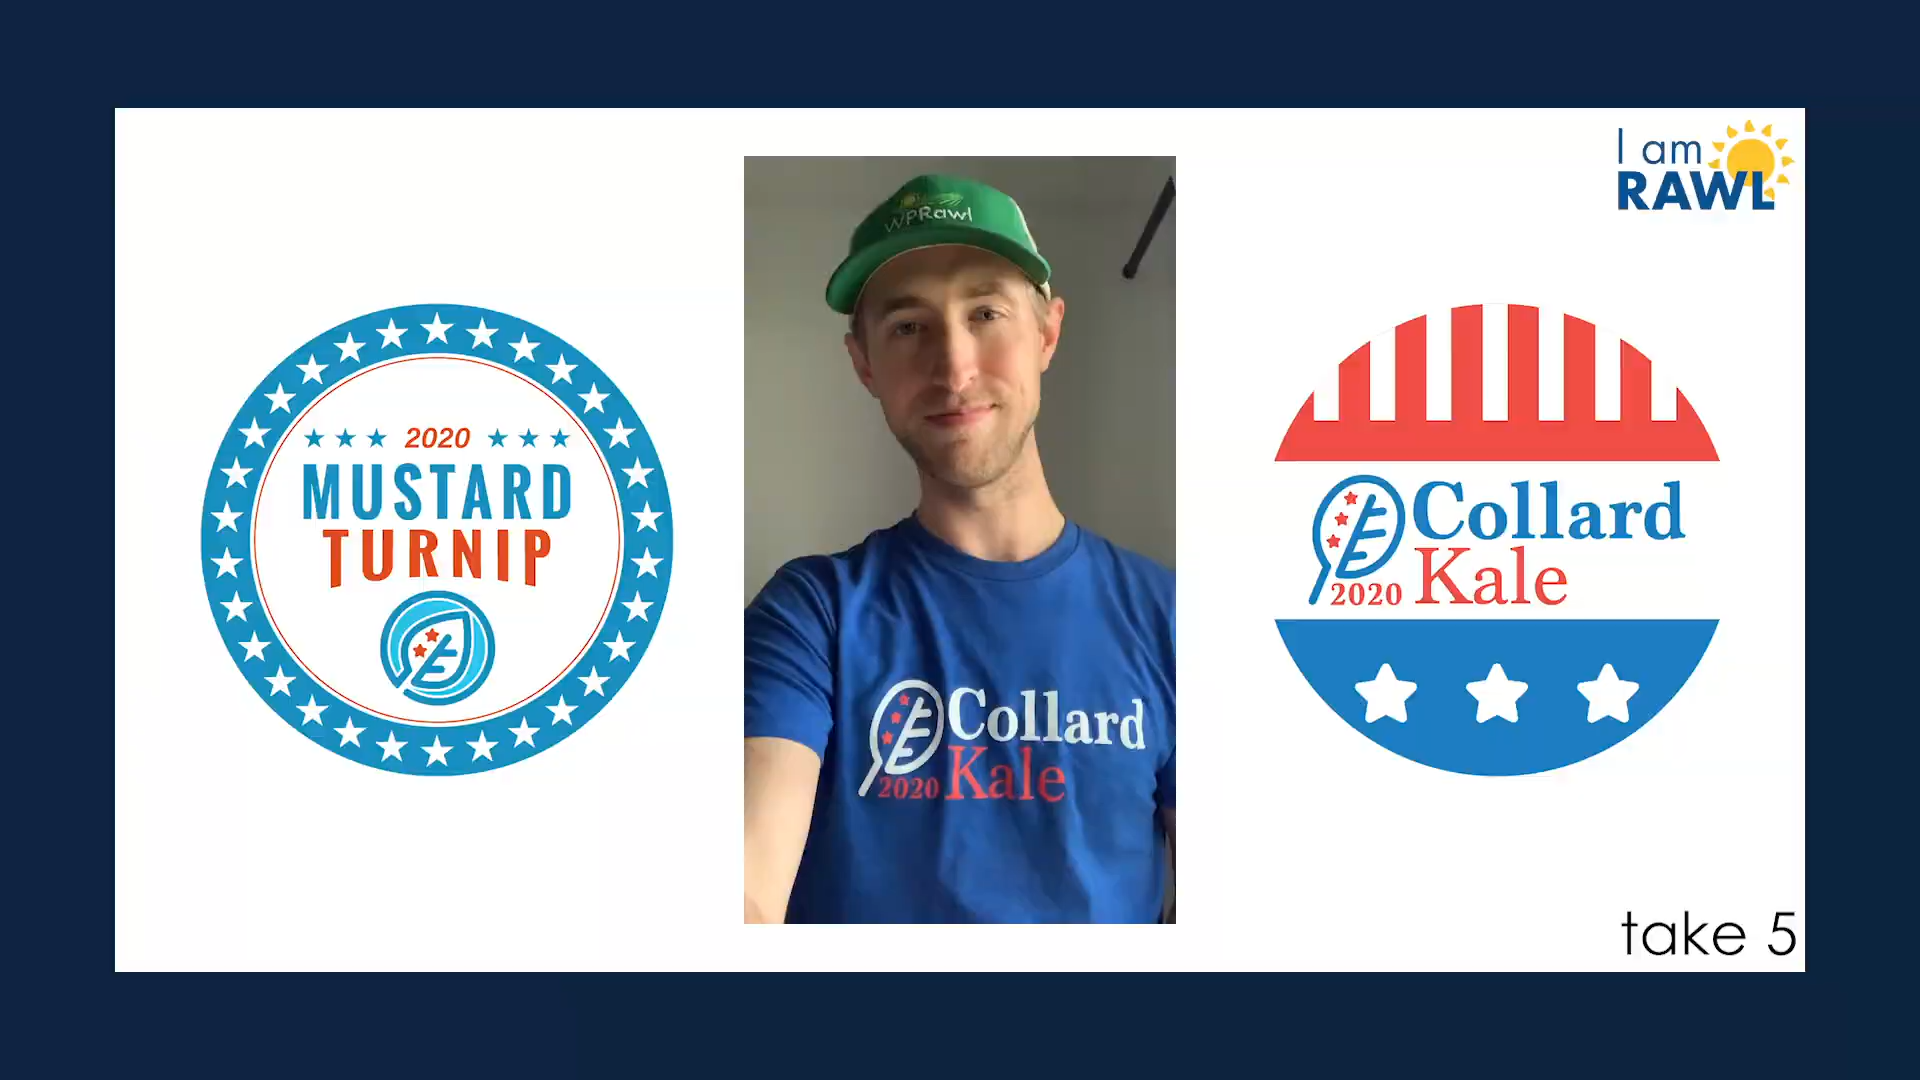 I am
RAWL
2020
MUSTARD
TURNIP
WPRawl
Collard
Kale
2020
Collard
Kale
2020
take 5